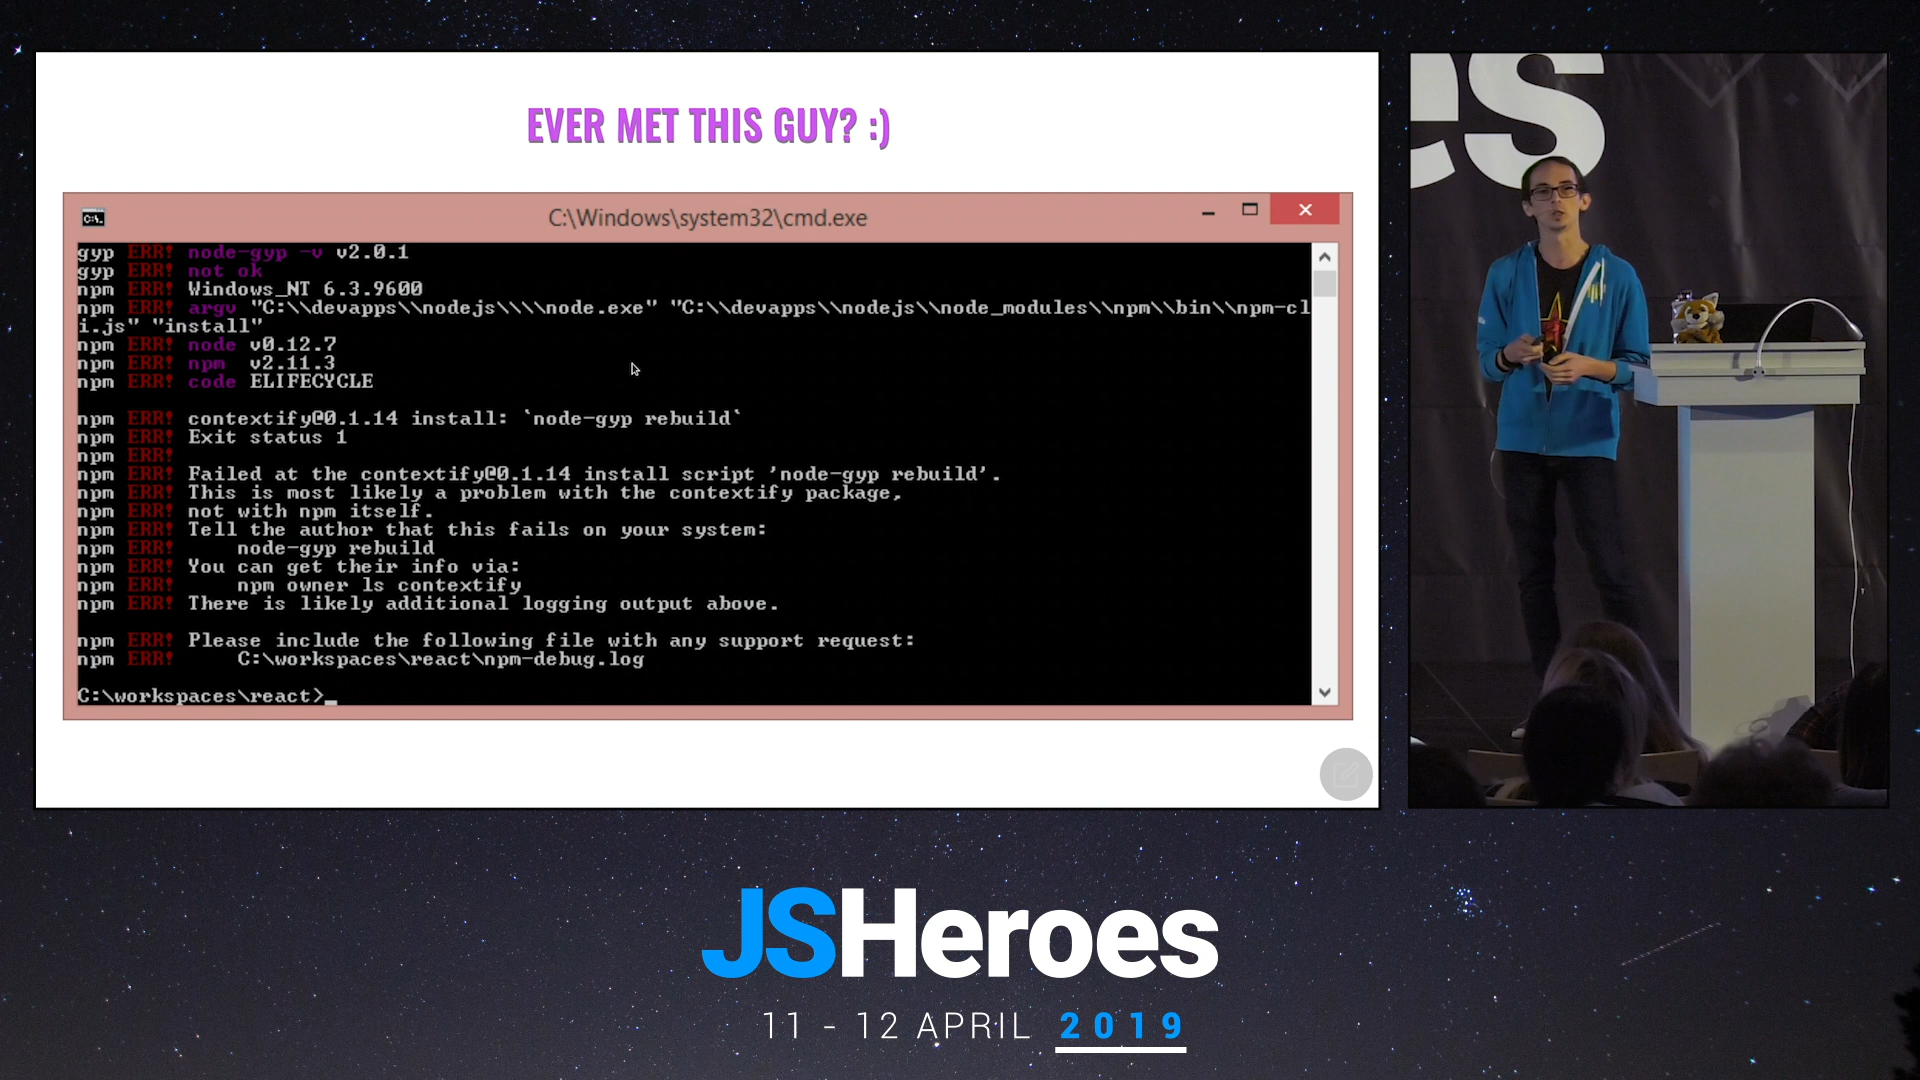 EVER MET THIS GUY? :)
C:\Windows\system32\cmd.exe
gyp ERR! node-gyp -v v2.0.1
gyp ERR! not ok
npm ERR! Windows_NT 6.3.9600
npm ERR! argv "C:\\devapps\\nodejs\\\\node.exe" "C:\\devapps\\nodejs\\node_modules\\npm\\bin\\npm-cl
i.js" "install"
npm ERR! node v0.12.7
npm ERR! npm  v2.11.3
npm ERR! code ELIFECYCLE
npm ERR! contextify@0.1.14 install: `node-gyp rebuild`
npm ERR! Exit status 1
npm ERR!
npm ERR! Failed at the contextify@0.1.14 install script 'node-gyp rebuild'.
npm ERR! This is most likely a problem with the contextify package,
npm ERR! not with npm itself.
npm ERR! Tell the author that this fails on your system:
npm ERR!     node-gyp rebuild
npm ERR! You can get their info via:
npm ERR!     npm owner ls contextify
npm ERR! There is likely additional logging output above.
npm ERR! Please include the following file with any support request:
npm ERR!     C:\workspaces\react\npm-debug.log
C:\workspaces\react>_
es
JSHeroes
11 - 12 APRIL 2019